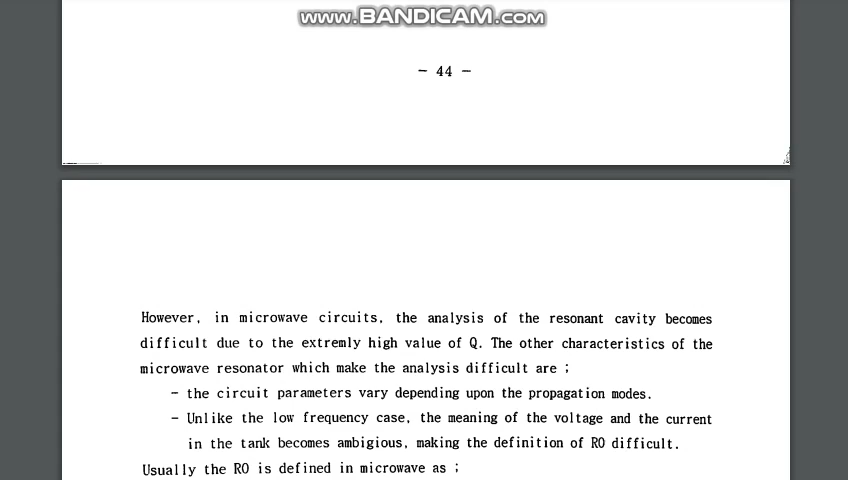 www.BANDICAM.com
- 44 -
However, in microwave circuits, the analysis of the resonant cavity becomes
difficult due to the extremly high value of Q. The other characteristics of the
microwave resonator which make the analysis difficult are ;
- the circuit parameters vary depending upon the propagation modes.
- Unlike the low frequency case, the meaning of the voltage and the current
in the tank becomes ambigious, making the definition of RO difficult.
Usually the RO is defined in microwave as ;